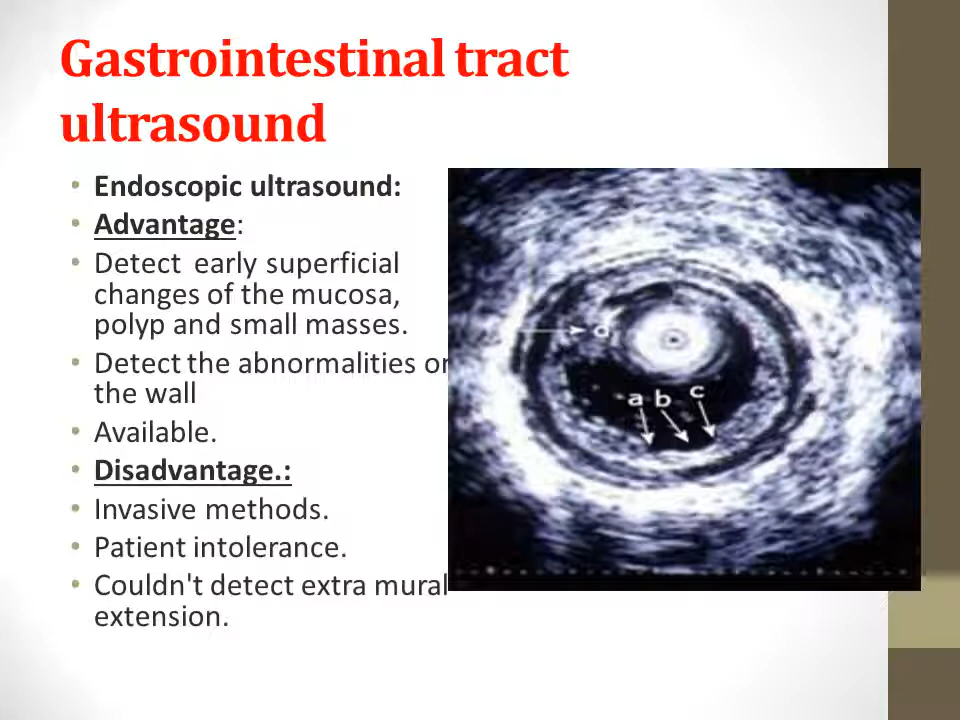 Gastrointestinal tract
ultrasound
• Endoscopic ultrasound:
• Advantage:
• Detect early superficial
changes of the mucosa,
polyp and small masses.
• Detect the abnormalities or
the wall
• Available.
• Disadvantage.:
• Invasive methods.
• Patient intolerance.
• Couldn't detect extra mural
extension.
d
a b c